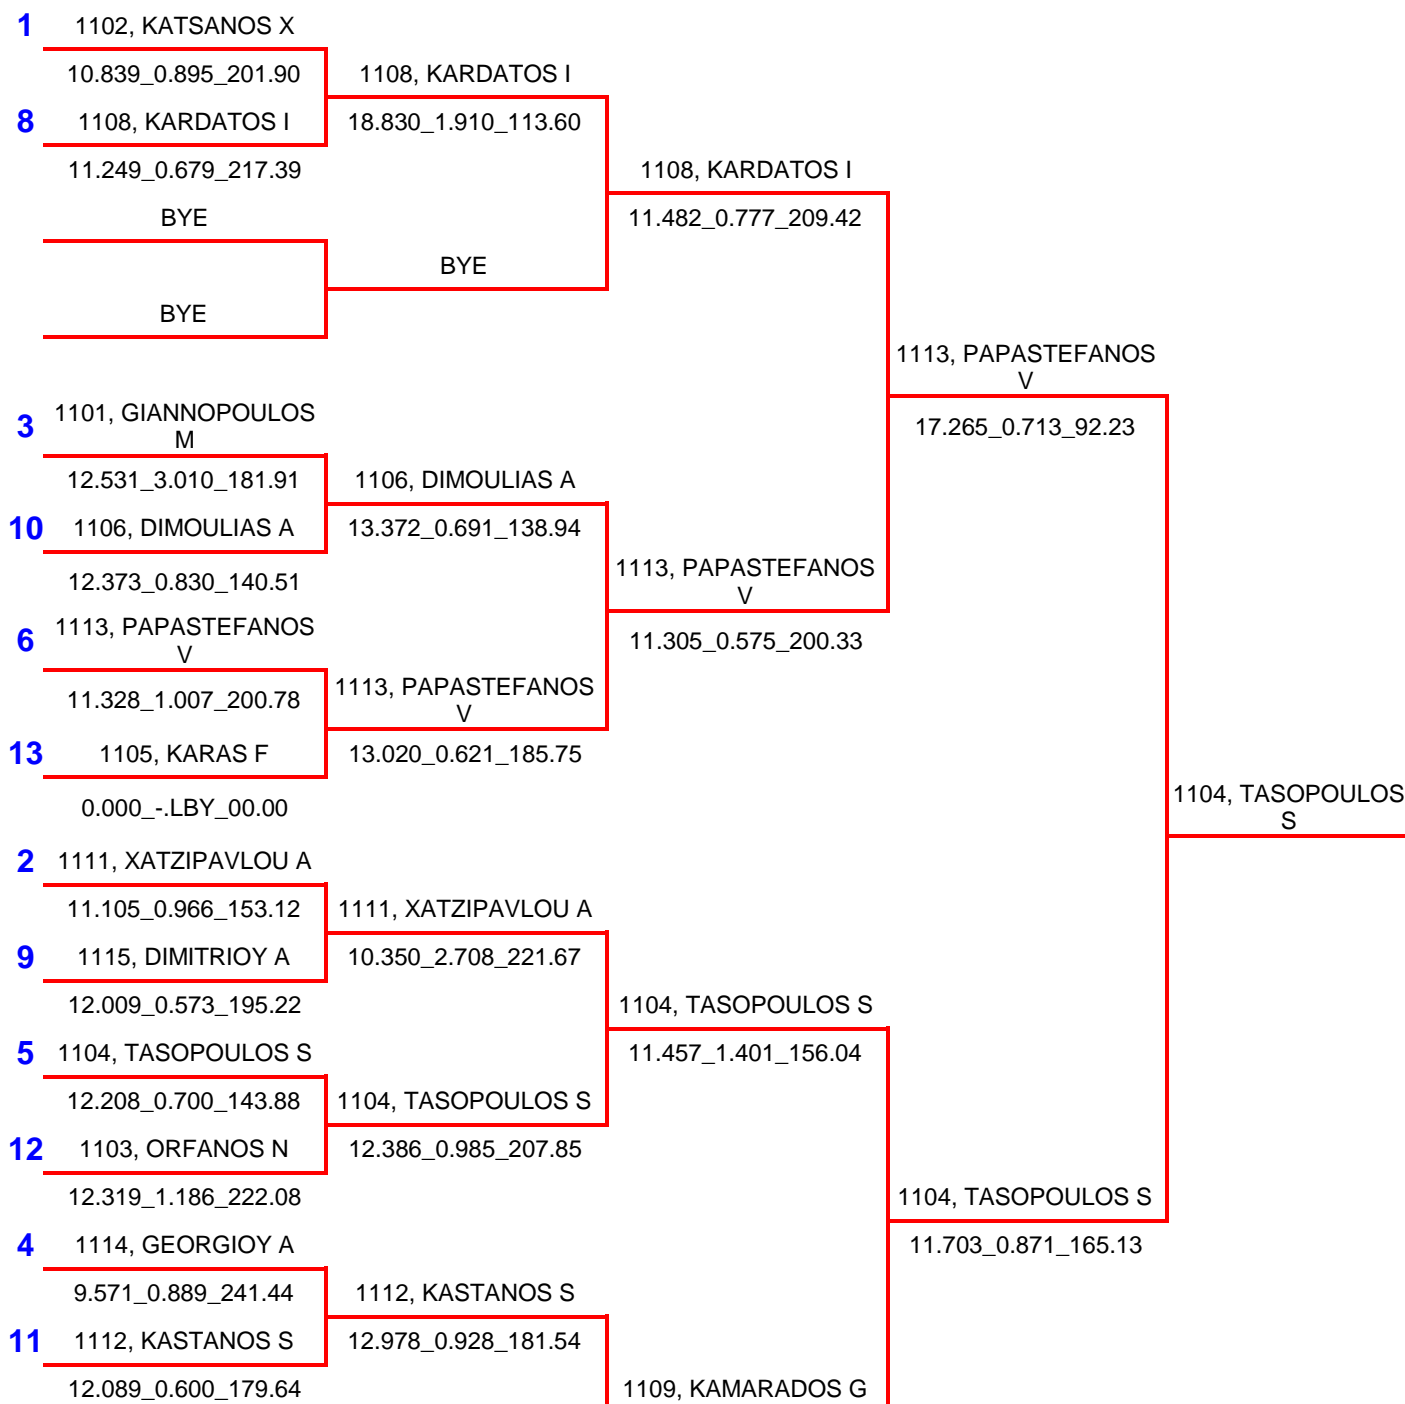 1
1102, KATSANOS X
10.839_0.895_201.90
8
1108, KARDATOS I
11.249_0.679_217.39
BYE
BYE
3
1101, GIANNOPOULOS
M
12.531_3.010_181.91
10
1106, DIMOULIAS A
12.373_0.830_140.51
6
1113, PAPASTEFANOS
V
11.328_1.007_200.78
13
1105, KARAS F
0.000_-.LBY_00.00
2
1111, XATZIPAVLOU A
11.105_0.966_153.12
9
1115, DIMITRIOY A
12.009_0.573_195.22
5
1104, TASOPOULOS S
12.208_0.700_143.88
12
1103, ORFANOS N
12.319_1.186_222.08
4
1114, GEORGIOY A
9.571_0.889_241.44
11
1112, KASTANOS S
12.089_0.600_179.64
1108, KARDATOS I
18.830_1.910_113.60
BYE
1106, DIMOULIAS A
13.372_0.691_138.94
1113, PAPASTEFANOS
V
13.020_0.621_185.75
1111, XATZIPAVLOU A
10.350_2.708_221.67
1104, TASOPOULOS S
12.386_0.985_207.85
1112, KASTANOS S
12.978_0.928_181.54
1108, KARDATOS I
11.482_0.777_209.42
1113, PAPASTEFANOS
V
11.305_0.575_200.33
1104, TASOPOULOS S
11.457_1.401_156.04
1109, KAMARADOS G
1113, PAPASTEFANOS
V
17.265_0.713_92.23
1104, TASOPOULOS S
11.703_0.871_165.13
1104, TASOPOULOS
S